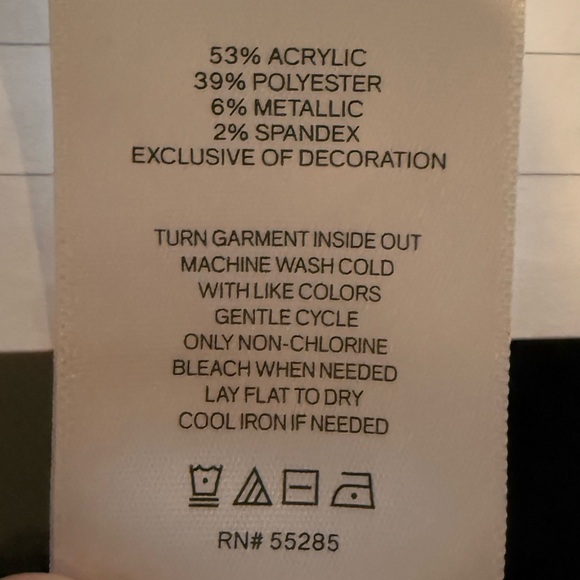 53% ACRYLIC
39% POLYESTER
6% METALLIC
2% SPANDEX
EXCLUSIVE OF DECORATION
TURN GARMENT INSIDE OUT
MACHINE WASH COLD
WITH LIKE COLORS
GENTLE CYCLE
ONLY NON-CHLORINE
BLEACH WHEN NEEDED
LAY FLAT TO DRY
COOL IRON IF NEEDED
RN# 55285